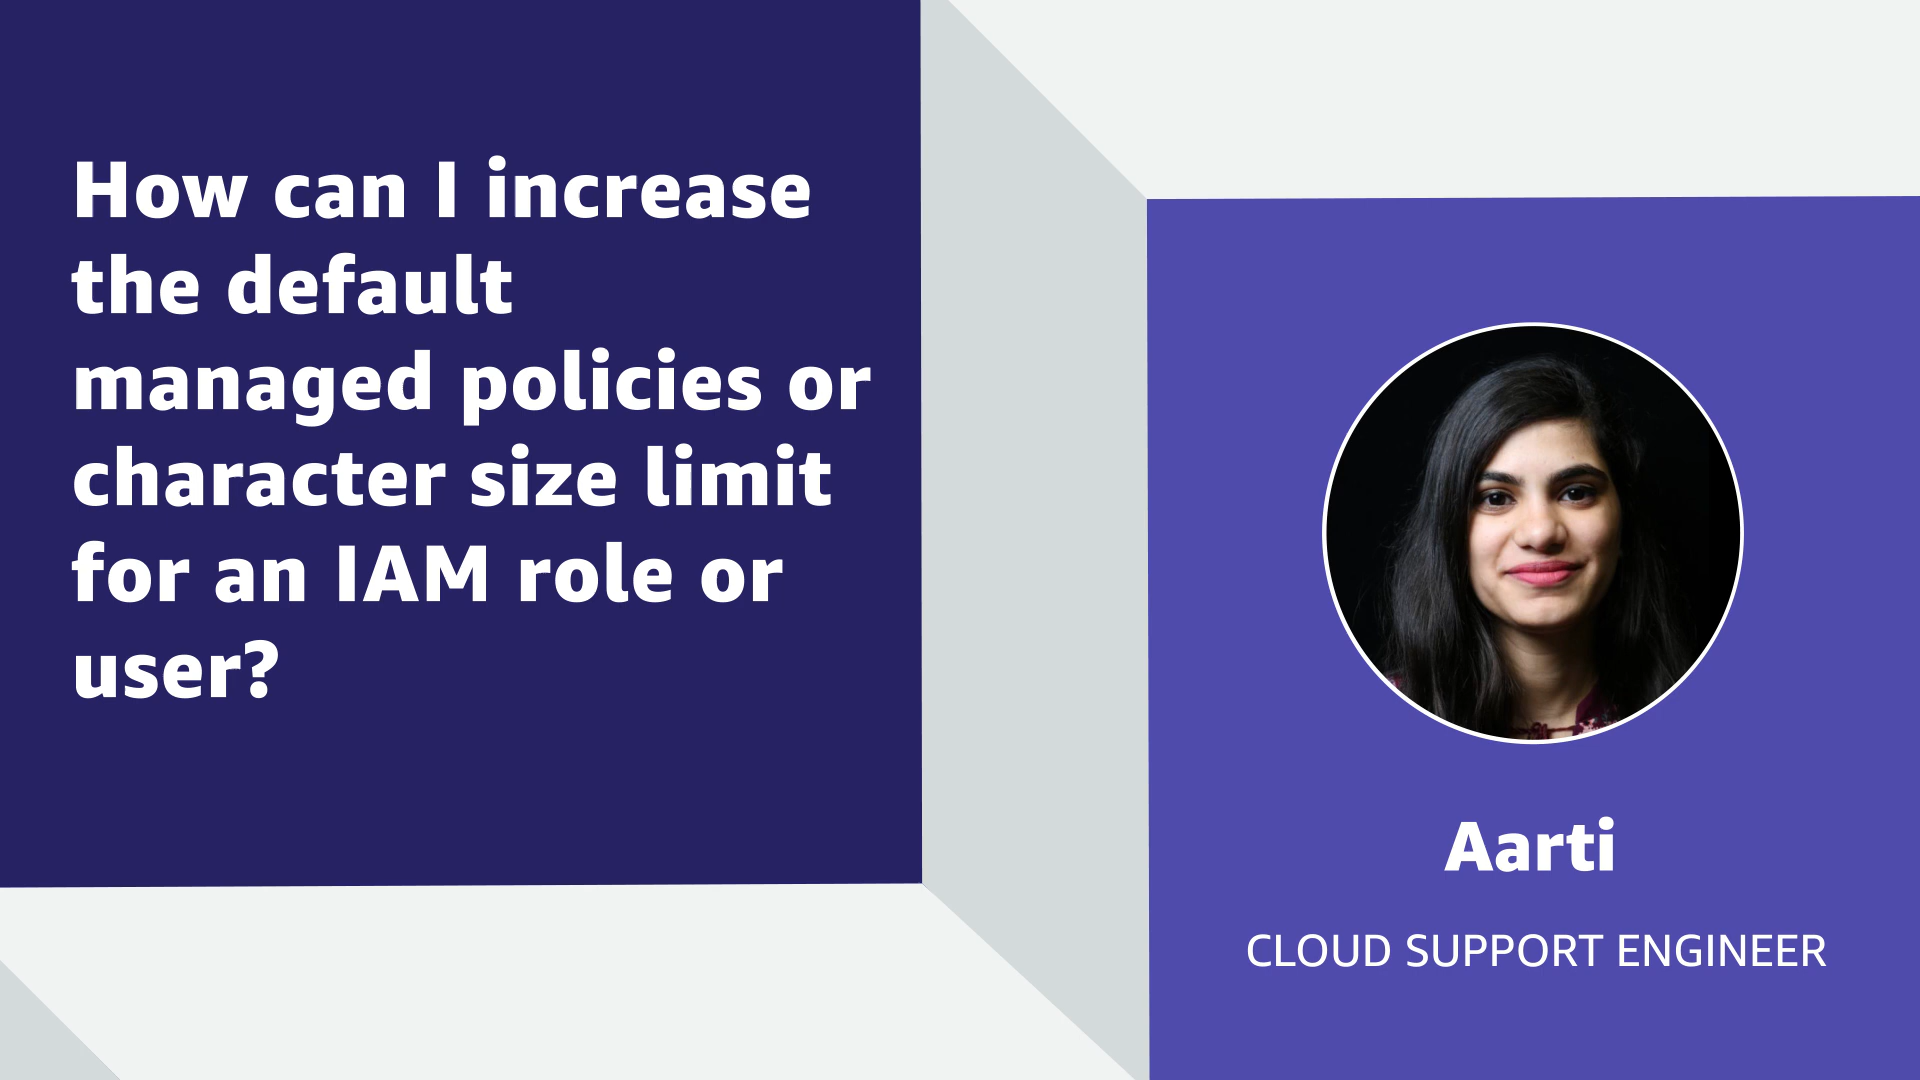 How can I increase
the default
managed policies or
character size limit
for an IAM role or
user?
Aarti
CLOUD SUPPORT ENGINEER